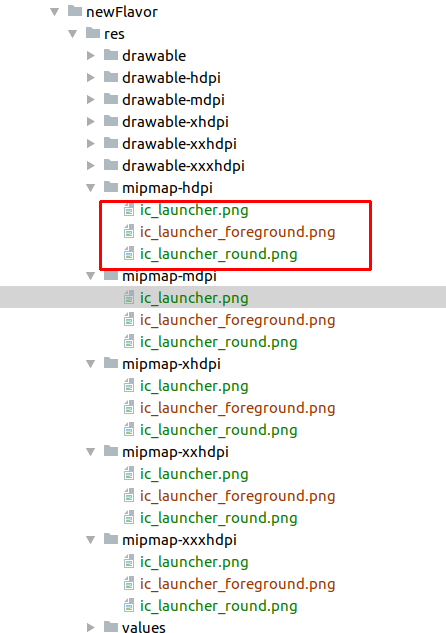 newFlavor
res
drawable
drawable-hdpi
drawable-mdpi
drawable-xhdpi
drawable-xxhdpi
drawable-xxxhdpi
mipmap-hdpi
ic_launcher.png
ic_launcher_foreground.png
ic_launcher_round.png
mipmap-mdpi
ic_launcher.png
ic_launcher_foreground.png
ic_launcher_round.png
mipmap-xhdpi
ic_launcher.png
ic_launcher_foreground.png
ic_launcher_round.png
mipmap-xxhdpi
ic_launcher.png
ic_launcher_foreground.png
ic_launcher_round.png
mipmap-xxxhdpi
ic_launcher.png
ic_launcher_foreground.png
ic_launcher_round.png
values